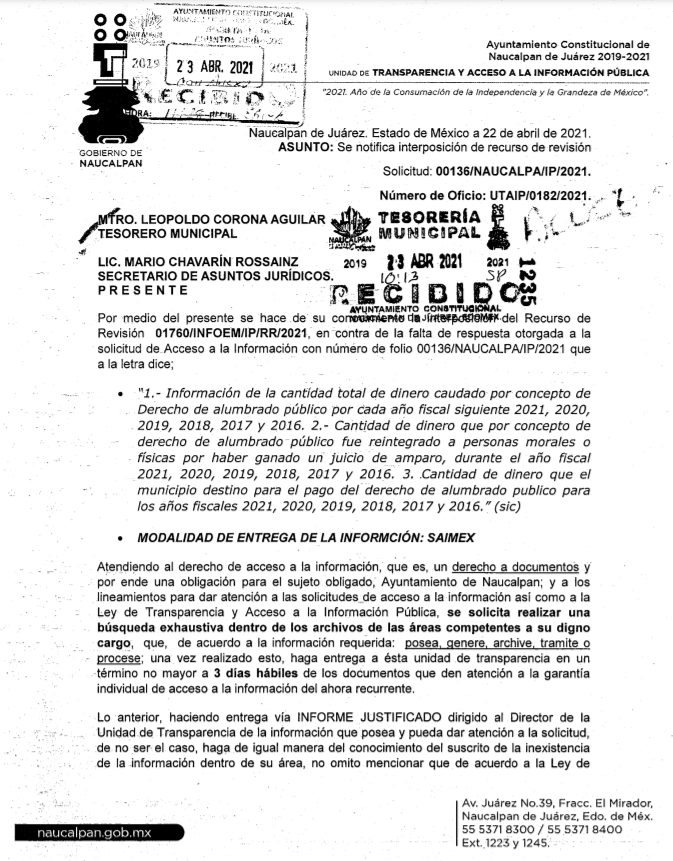 AYUNTAMIENTO CONSTITUCIONAL
ASUNTOS JURÍDICOS
2019 23 ABR. 2021 2021
RECIBIDO
HORA:
GOBIERNO DE
NAUCALPAN
Ayuntamiento Constitucional de
Naucalpan de Juárez 2019-2021
UNIDAD DE TRANSPARENCIA Y ACCESO A LA INFORMACIÓN PÚBLICA
"2021. Año de la Consumación de la Independencia y la Grandeza de México".
Naucalpan de Juárez. Estado de México a 22 de abril de 2021.
ASUNTO: Se notifica interposición de recurso de revisión
Solicitud: 00136/NAUCALPA/IP/2021.
Número de Oficio: UTAIP/0182/2021.
MTRO. LEOPOLDO CORONA AGUILAR
TESORERO MUNICIPAL
NAUCALPAN
TESORERÍA
MUNICIPAL
LIC. MARIO CHAVARÍN ROSSAINZ
SECRETARIO DE ASUNTOS JURÍDICOS.
P R E S E N T E
2019 23 ABR 2021 2021
10:13 SP
RECIBIDO
1235
AYUNTAMIENTO CONSTITUCIONAL
Por medio del presente se hace de su conocimiento la interposición del Recurso de
Revisión 01760/INFOEM/IP/RR/2021, en contra de la falta de respuesta otorgada a la
solicitud de Acceso a la Información con número de folio 00136/NAUCALPA/IP/2021 que
a la letra dice;
• "1.- Información de la cantidad total de dinero caudado por concepto de
Derecho de alumbrado público por cada año fiscal siguiente 2021, 2020,
2019, 2018, 2017 y 2016. 2.- Cantidad de dinero que por concepto de
derecho de alumbrado público fue reintegrado a personas morales o
físicas por haber ganado un juicio de amparo, durante el año fiscal
2021, 2020, 2019, 2018, 2017 y 2016. 3. Cantidad de dinero que el
municipio destino para el pago del derecho de alumbrado publico para
los años fiscales 2021, 2020, 2019, 2018, 2017 y 2016." (sic)
• MODALIDAD DE ENTREGA DE LA INFORMCIÓN: SAIMEX
Atendiendo al derecho de acceso a la información, que es, un derecho a documentos y
por ende una obligación para el sujeto obligado, Ayuntamiento de Naucalpan; y a los
lineamientos para dar atención a las solicitudes de acceso a la información así como a la
Ley de Transparencia y Acceso a la Información Pública, se solicita realizar una
búsqueda exhaustiva dentro de los archivos de las áreas competentes a su digno
cargo, que, de acuerdo a la información requerida: posea, genere, archive, tramite o
procese; una vez realizado esto, haga entrega a ésta unidad de transparencia en un
término no mayor a 3 días hábiles de los documentos que den atención a la garantía
individual de acceso a la información del ahora recurrente.
Lo anterior, haciendo entrega vía INFORME JUSTIFICADO dirigido al Director de la
Unidad de Transparencia de la información que posea y pueda dar atención a la solicitud,
de no ser el caso, haga de igual manera del conocimiento del suscrito de la inexistencia
de la información dentro de su área, no omito mencionar que de acuerdo a la Ley de
naucalpan.gob.mx
Av. Juárez No.39, Fracc. El Mirador,
Naucalpan de Juárez, Edo. de Méx.
55 5371 8300 / 55 5371 8400
Ext. 1223 y 1245.